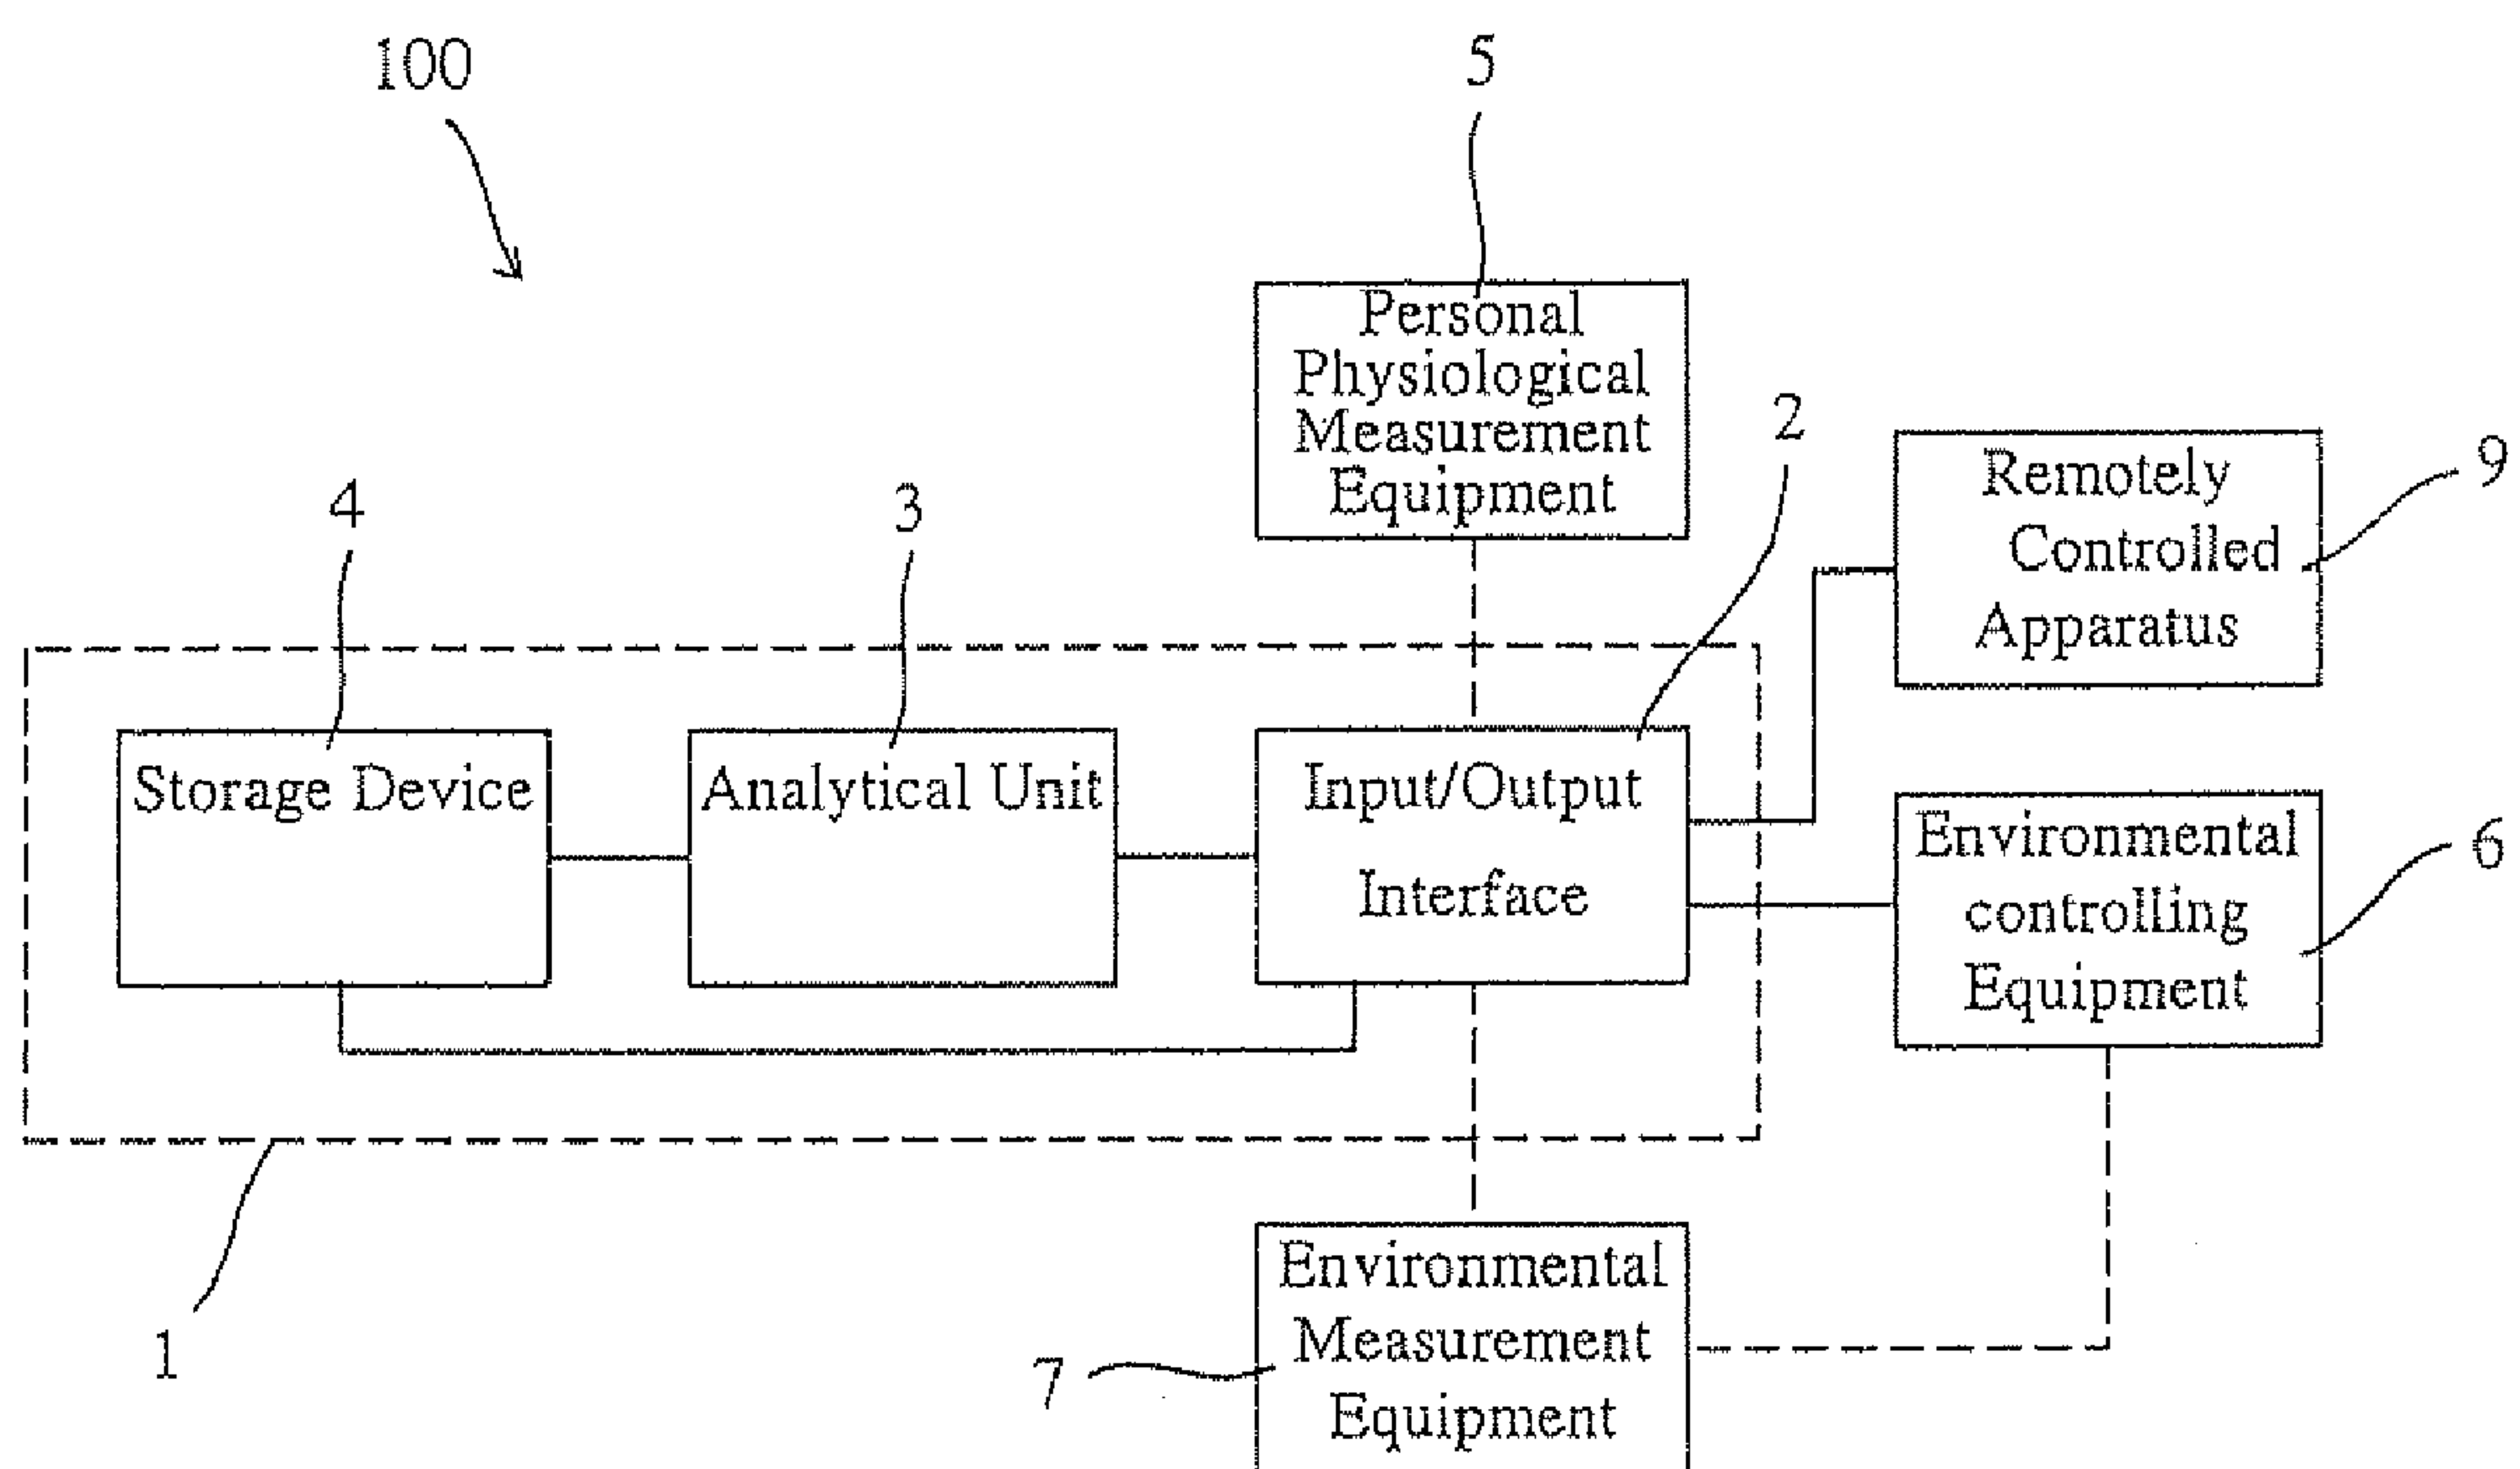 100
5
Personal
Physiological
Measurement
Equipment
2
9
Remotely
Controlled
Apparatus
4
3
Storage Device
Analytical Unit
Input/Output
Interface
Environmental
controlling
Equipment
6
1
7
Environmental
Measurement
Equipment